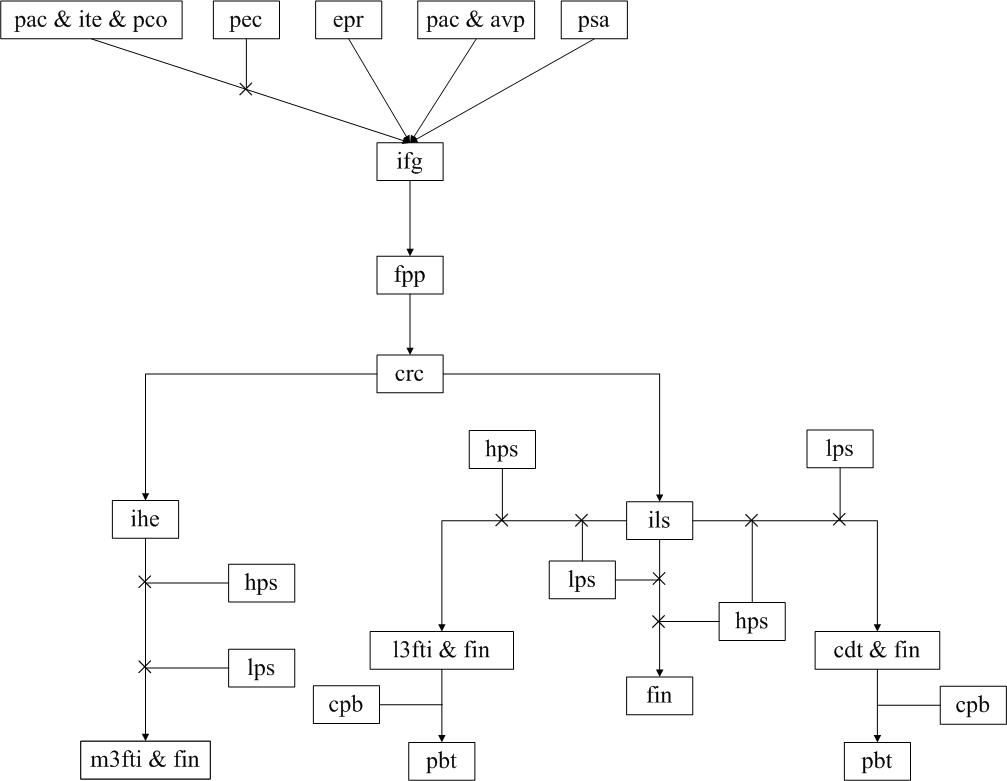 pac & ite & pco
pec
epr
pac & avp
psa
ifg
fpp
crc
hps
lps
ihe
ils
hps
lps
hps
l3fti & fin
cdt & fin
lps
fin
cpb
cpb
m3fti & fin
pbt
pbt